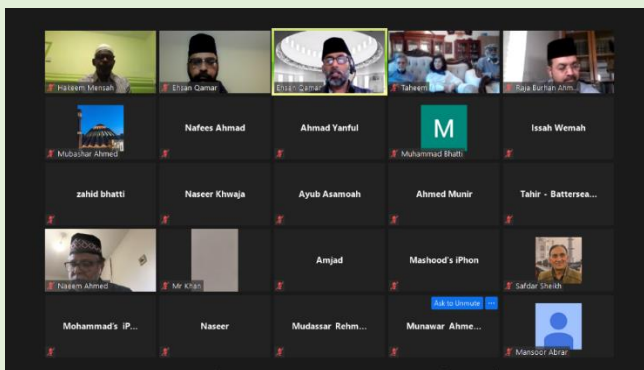 Hateem Mensah
Ehsan Qamar
Ehsan Qamar
Taheem
Raja Burhan Ahm...
Mubashar Ahmed
Nafees Ahmad
Ahmad Yanful
M
Muhammad Bhatti
Issah Wemah
zahid bhatti
Naseer Khwaja
Ayub Asamoah
Ahmed Munir
Tahir - Battersea...
Naeem Ahmed
Mr Khan
Amjad
Mashood's iPhon
Safdar Sheikh
Mohammad's iP...
Naseer
Mudassar Rehm...
Ask to Unmute ...
Munawar Ahme...
Mansoor Abrar